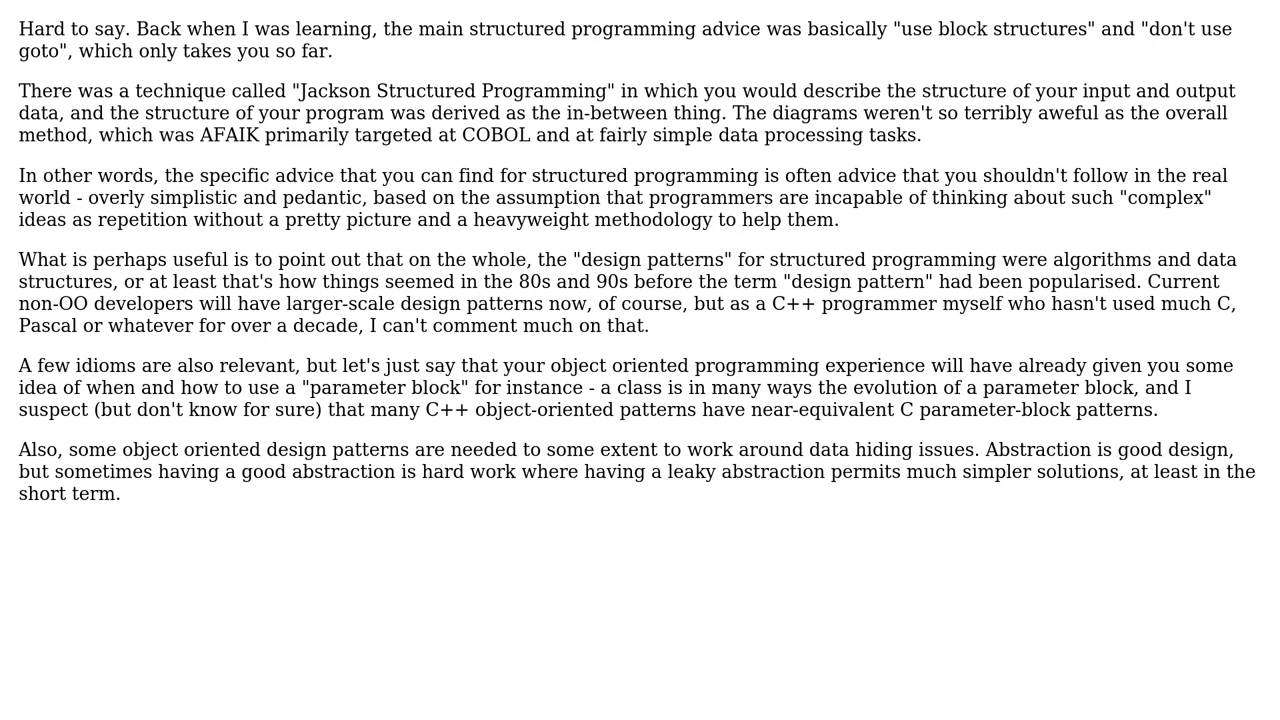 Hard to say. Back when I was learning, the main structured programming advice was basically "use block structures" and "don't use
goto", which only takes you so far.
There was a technique called "Jackson Structured Programming" in which you would describe the structure of your input and output
data, and the structure of your program was derived as the in-between thing. The diagrams weren't so terribly aweful as the overall
method, which was AFAIK primarily targeted at COBOL and at fairly simple data processing tasks.
In other words, the specific advice that you can find for structured programming is often advice that you shouldn't follow in the real
world - overly simplistic and pedantic, based on the assumption that programmers are incapable of thinking about such "complex"
ideas as repetition without a pretty picture and a heavyweight methodology to help them.
What is perhaps useful is to point out that on the whole, the "design patterns" for structured programming were algorithms and data
structures, or at least that's how things seemed in the 80s and 90s before the term "design pattern" had been popularised. Current
non-OO developers will have larger-scale design patterns now, of course, but as a C++ programmer myself who hasn't used much C,
Pascal or whatever for over a decade, I can't comment much on that.
A few idioms are also relevant, but let's just say that your object oriented programming experience will have already given you some
idea of when and how to use a "parameter block" for instance - a class is in many ways the evolution of a parameter block, and I
suspect (but don't know for sure) that many C++ object-oriented patterns have near-equivalent C parameter-block patterns.
Also, some object oriented design patterns are needed to some extent to work around data hiding issues. Abstraction is good design,
but sometimes having a good abstraction is hard work where having a leaky abstraction permits much simpler solutions, at least in the
short term.